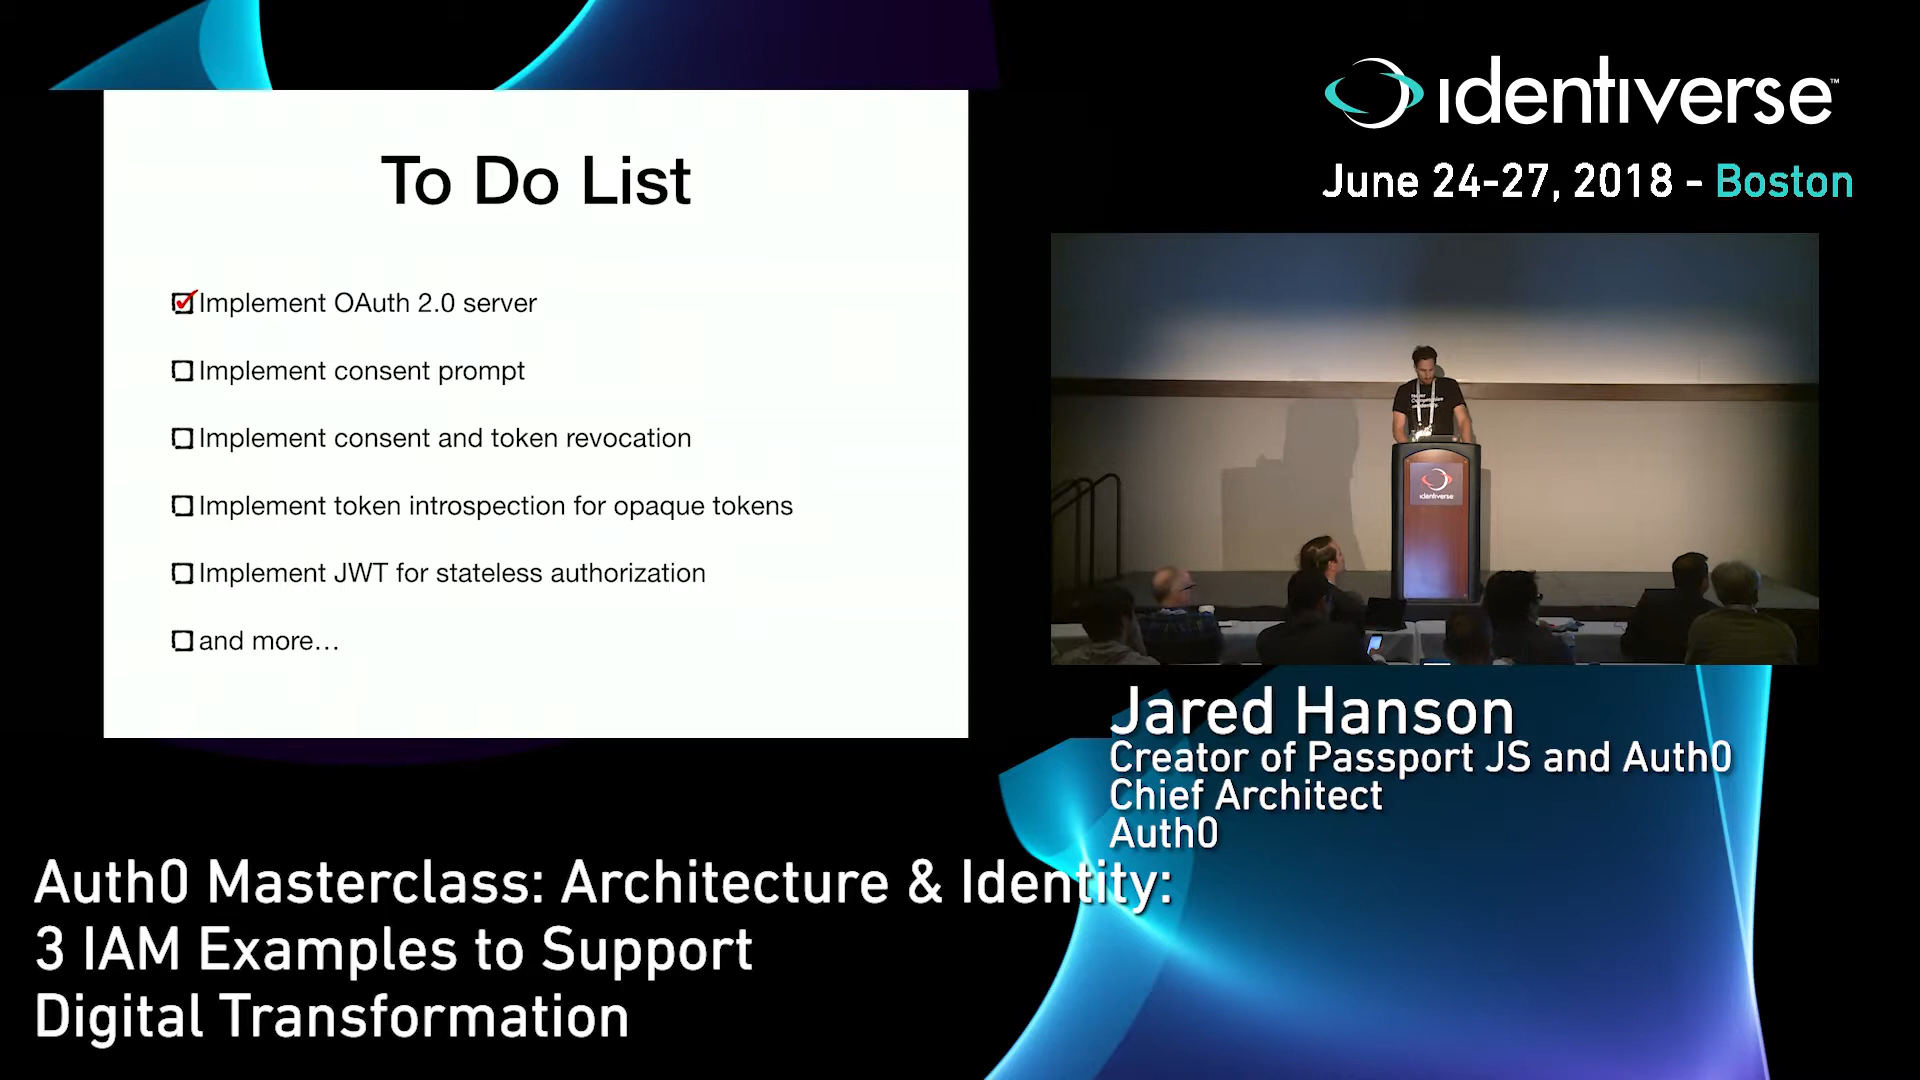 To Do List
Implement OAuth 2.0 server
Implement consent prompt
Implement consent and token revocation
Implement token introspection for opaque tokens
Implement JWT for stateless authorization
and more…
identiverse™
June 24-27, 2018 - Boston
identiverse
Jared Hanson
Creator of Passport JS and Auth0
Chief Architect
Auth0
Auth0 Masterclass: Architecture & Identity:
3 IAM Examples to Support
Digital Transformation